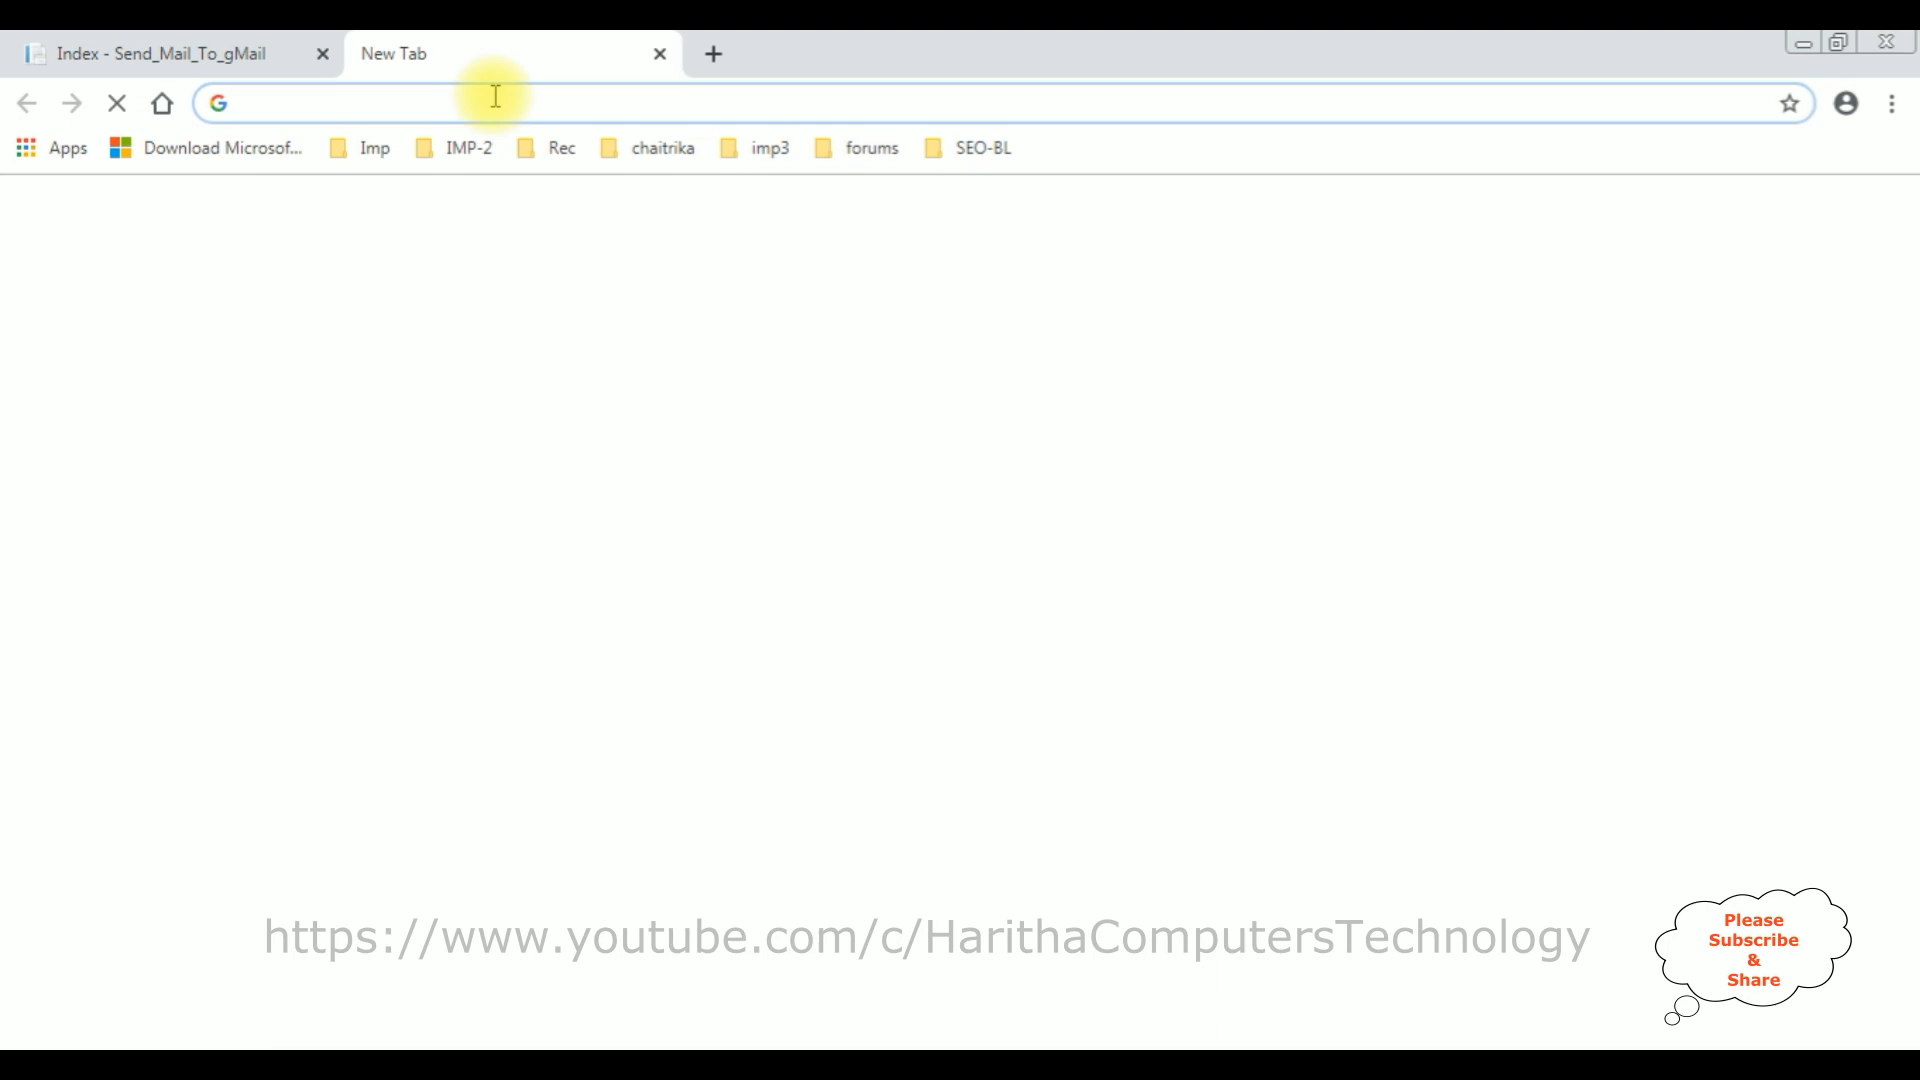 Index - Send_Mail_To_gMail
New Tab
Apps
Download Microsof...
Imp
IMP-2
Rec
chaitrika
imp3
forums
SEO-BL
https://www.youtube.com/c/HarithaComputersTechnology
Please
Subscribe
&
Share